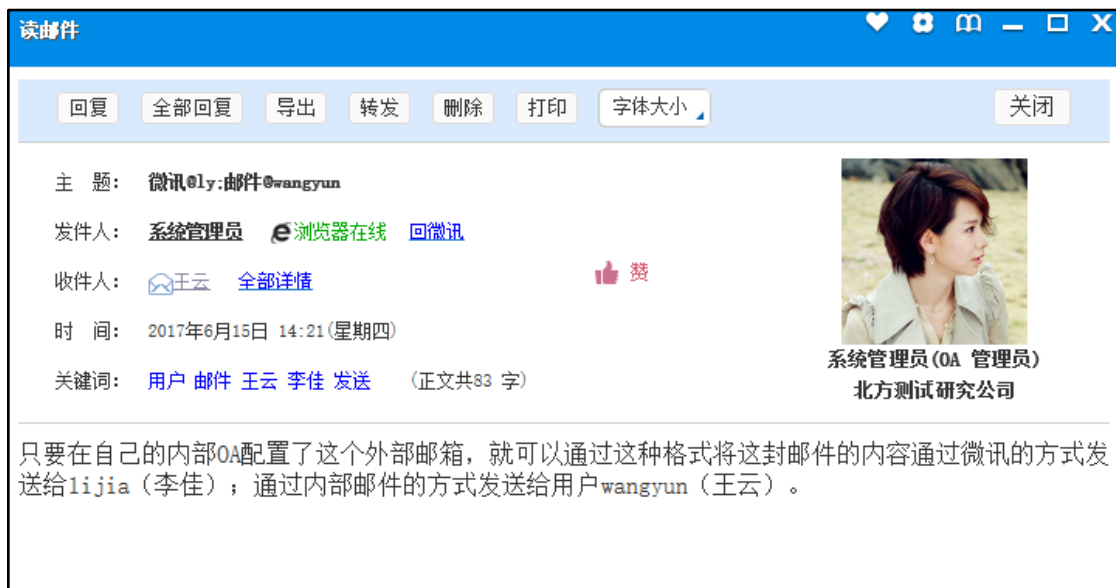 读邮件
回复 全部回复 导出 转发 删除 打印 字体大小 关闭
主 题： 微讯@ly;邮件@wangyun
发件人： 系统管理员 浏览器在线 回微讯
收件人： 王云 全部详情 赞
时 间： 2017年6月15日 14:21(星期四)
系统管理员(OA 管理员)
关键词： 用户 邮件 王云 李佳 发送 (正文共83 字)
北方测试研究公司
只要在自己的内部OA配置了这个外部邮箱，就可以通过这种格式将这封邮件的内容通过微讯的方式发
送给lijia（李佳）；通过内部邮件的方式发送给用户wangyun（王云）。